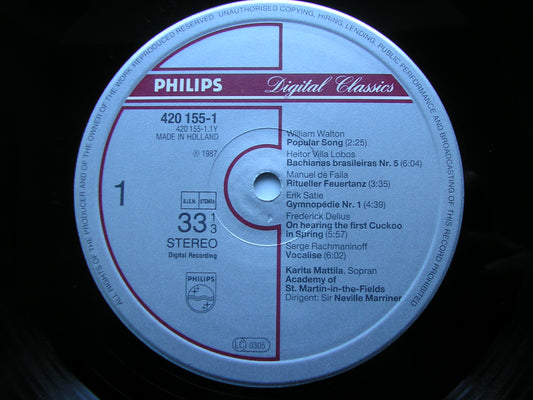 ALL RIGHTS OF THE PRODUCER AND OF THE OWNER OF THE WORK REPRODUCED RESERVED UNAUTHORISED COPYING, HIRING, LENDING, PUBLIC PERFORMANCE AND BROADCASTING OF THIS RECORD PROHIBITED
PHILIPS Digital Classics
420 155-1
420 155-1.1Y
MADE IN HOLLAND
℗ 1987
1
B.I.E.M. STEMRA
33 1/3
STEREO
Digital Recording
PHILIPS
William Walton
Popular Song (2:25)
Heitor Villa Lobos
Bachianas brasileiras Nr. 5 (6:04)
Manuel de Falla
Ritueller Feuertanz (3:35)
Erik Satie
Gymnopédie Nr. 1 (4:39)
Frederick Delius
On hearing the first Cuckoo
in Spring (5:57)
Serge Rachmaninoff
Vocalise (6:02)
Karita Mattila, Sopran
Academy of
St. Martin-in-the-Fields
Dirigent: Sir Neville Marriner
LC 0305